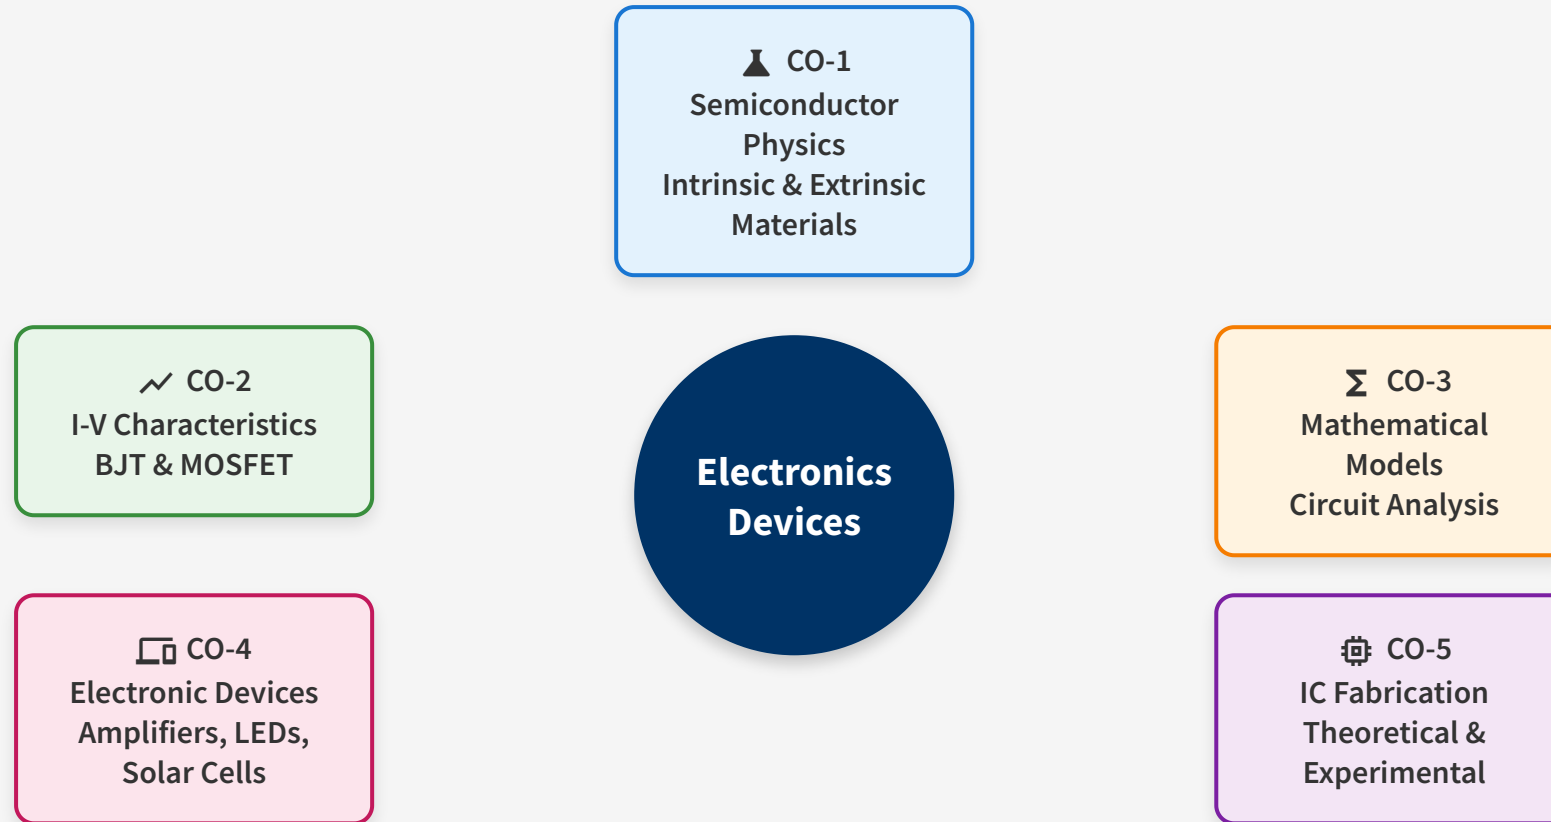 CO-1
Semiconductor
Physics
Intrinsic & Extrinsic
Materials
CO-2
I-V Characteristics
BJT & MOSFET
Electronics
Devices
CO-3
Mathematical
Models
Circuit Analysis
CO-4
Electronic Devices
Amplifiers, LEDs,
Solar Cells
CO-5
IC Fabrication
Theoretical &
Experimental